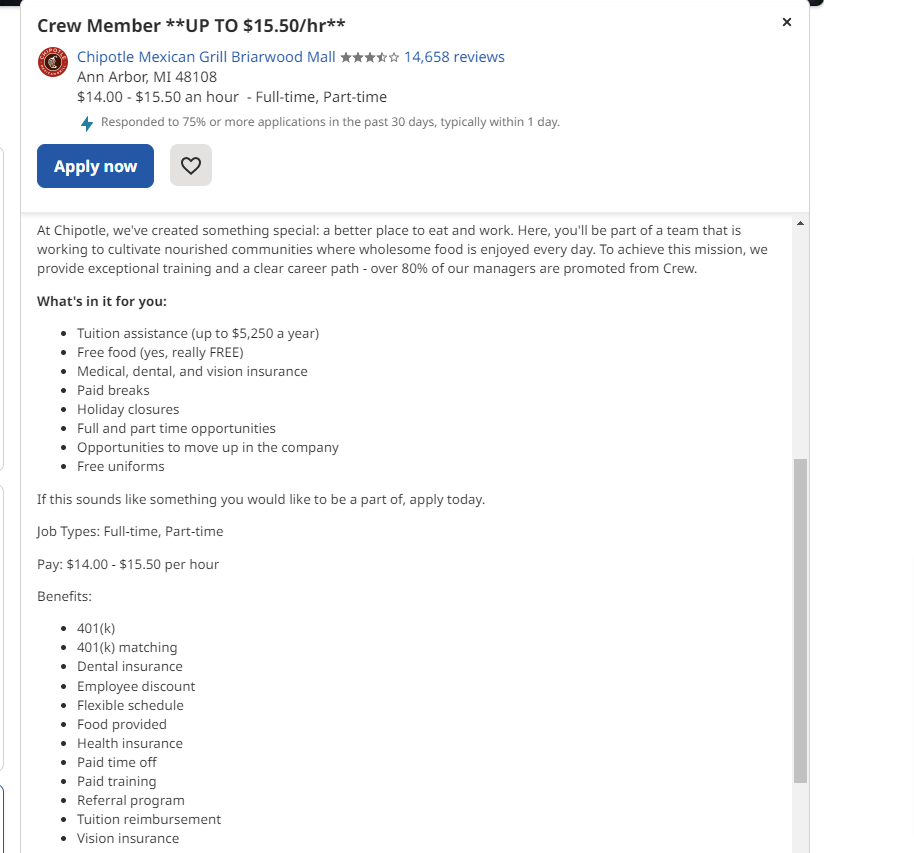 Crew Member **UP TO $15.50/hr**
Chipotle Mexican Grill Briarwood Mall 14,658 reviews
Ann Arbor, MI 48108
$14.00 - $15.50 an hour - Full-time, Part-time
Responded to 75% or more applications in the past 30 days, typically within 1 day.
Apply now
At Chipotle, we've created something special: a better place to eat and work. Here, you'll be part of a team that is
working to cultivate nourished communities where wholesome food is enjoyed every day. To achieve this mission, we
provide exceptional training and a clear career path - over 80% of our managers are promoted from Crew.
What's in it for you:
Tuition assistance (up to $5,250 a year)
Free food (yes, really FREE)
Medical, dental, and vision insurance
Paid breaks
Holiday closures
Full and part time opportunities
Opportunities to move up in the company
Free uniforms
If this sounds like something you would like to be a part of, apply today.
Job Types: Full-time, Part-time
Pay: $14.00 - $15.50 per hour
Benefits:
401(k)
401(k) matching
Dental insurance
Employee discount
Flexible schedule
Food provided
Health insurance
Paid time off
Paid training
Referral program
Tuition reimbursement
Vision insurance